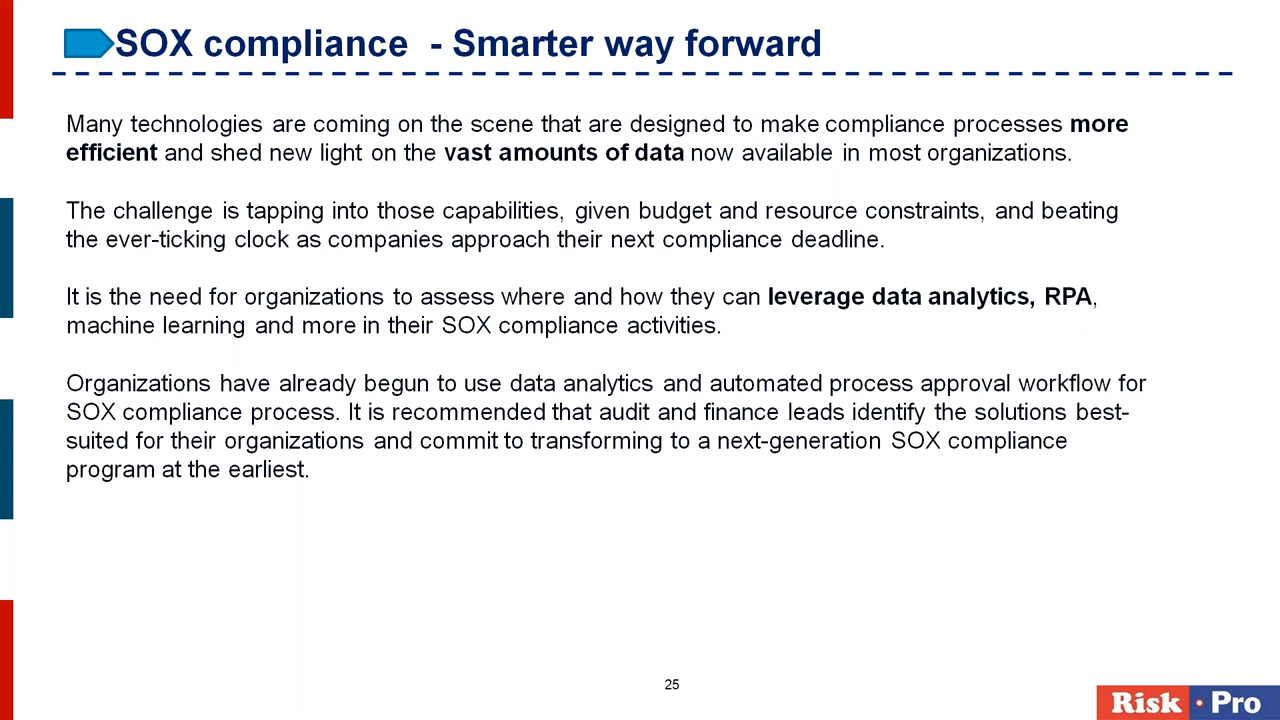 SOX compliance - Smarter way forward
Many technologies are coming on the scene that are designed to make compliance processes more
efficient and shed new light on the vast amounts of data now available in most organizations.
The challenge is tapping into those capabilities, given budget and resource constraints, and beating
the ever-ticking clock as companies approach their next compliance deadline.
It is the need for organizations to assess where and how they can leverage data analytics, RPA,
machine learning and more in their SOX compliance activities.
Organizations have already begun to use data analytics and automated process approval workflow for
SOX compliance process. It is recommended that audit and finance leads identify the solutions best-
suited for their organizations and commit to transforming to a next-generation SOX compliance
program at the earliest.
25
Risk • Pro